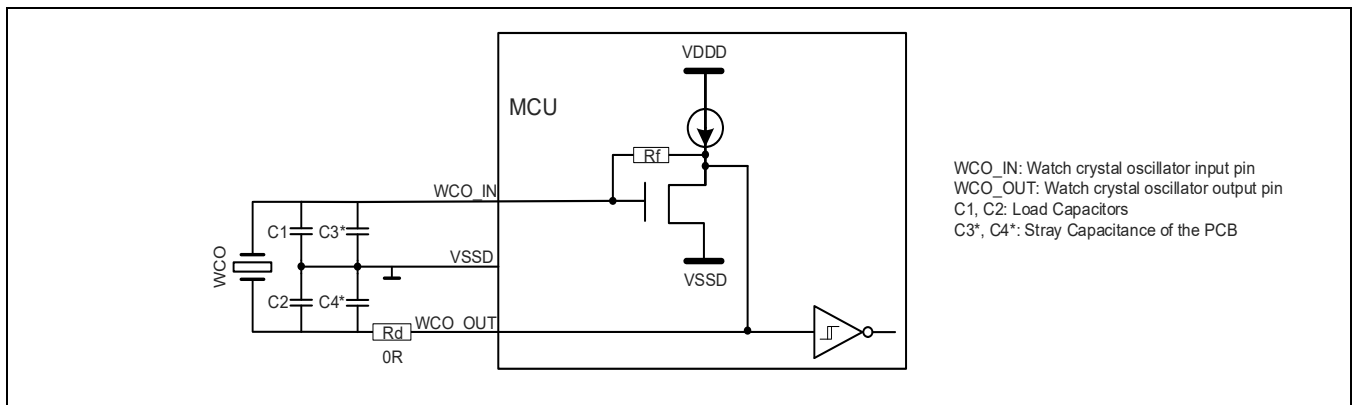 VDDD
MCU
Rf
WCO_IN
C1
C3*
WCO
VSSD
VSSD
C2
C4*
Rd
WCO_OUT
0R
WCO_IN: Watch crystal oscillator input pin
WCO_OUT: Watch crystal oscillator output pin
C1, C2: Load Capacitors
C3*, C4*: Stray Capacitance of the PCB